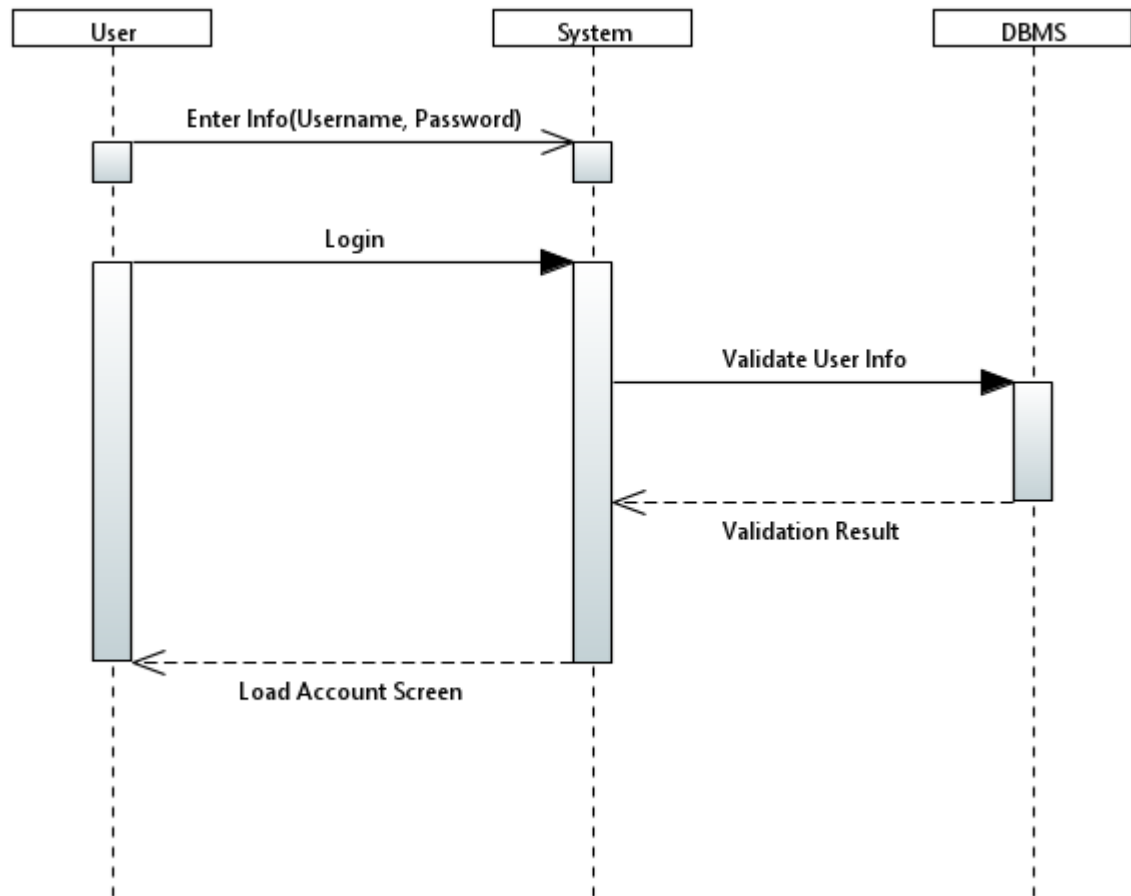 User
System
DBMS
Enter Info(Username, Password)
Login
Validate User Info
Validation Result
Load Account Screen